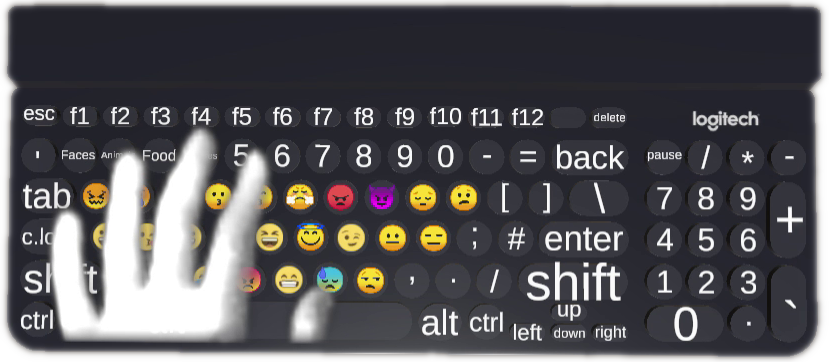 esc f1 f2 f3 f4 f5 f6 f7 f8 f9 f10 f11 f12 delete
logitech
' Faces Food 5 6 7 8 9 0 - = back pause / * -
tab [ ] \ 7 8 9
+
; # enter 4 5 6
, . / shift 1 2 3
ctrl alt ctrl left up down right 0 . `